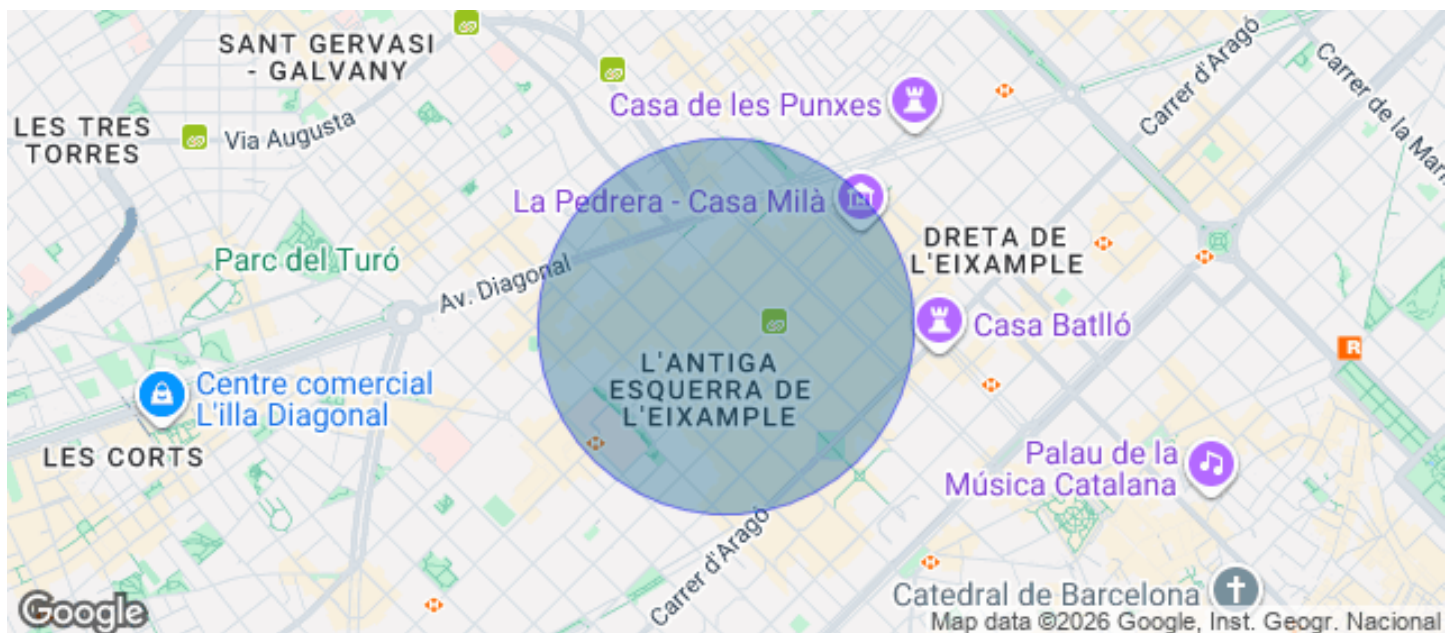 SANT GERVASI
- GALVANY
Casa de les Punxes
Carrer d'Aragó
Carrer de la Mar
LES TRES
TORRES
Via Augusta
La Pedrera - Casa Milà
DRETA DE
L'EIXAMPLE
Parc del Turó
Av. Diagonal
Casa Batlló
L'ANTIGA
ESQUERRA DE
L'EIXAMPLE
Centre comercial
L'illa Diagonal
LES CORTS
Palau de la
Música Catalana
R
Carrer d'Aragó
Catedral de Barcelona
Google
Map data ©2026 Google, Inst. Geogr. Nacional